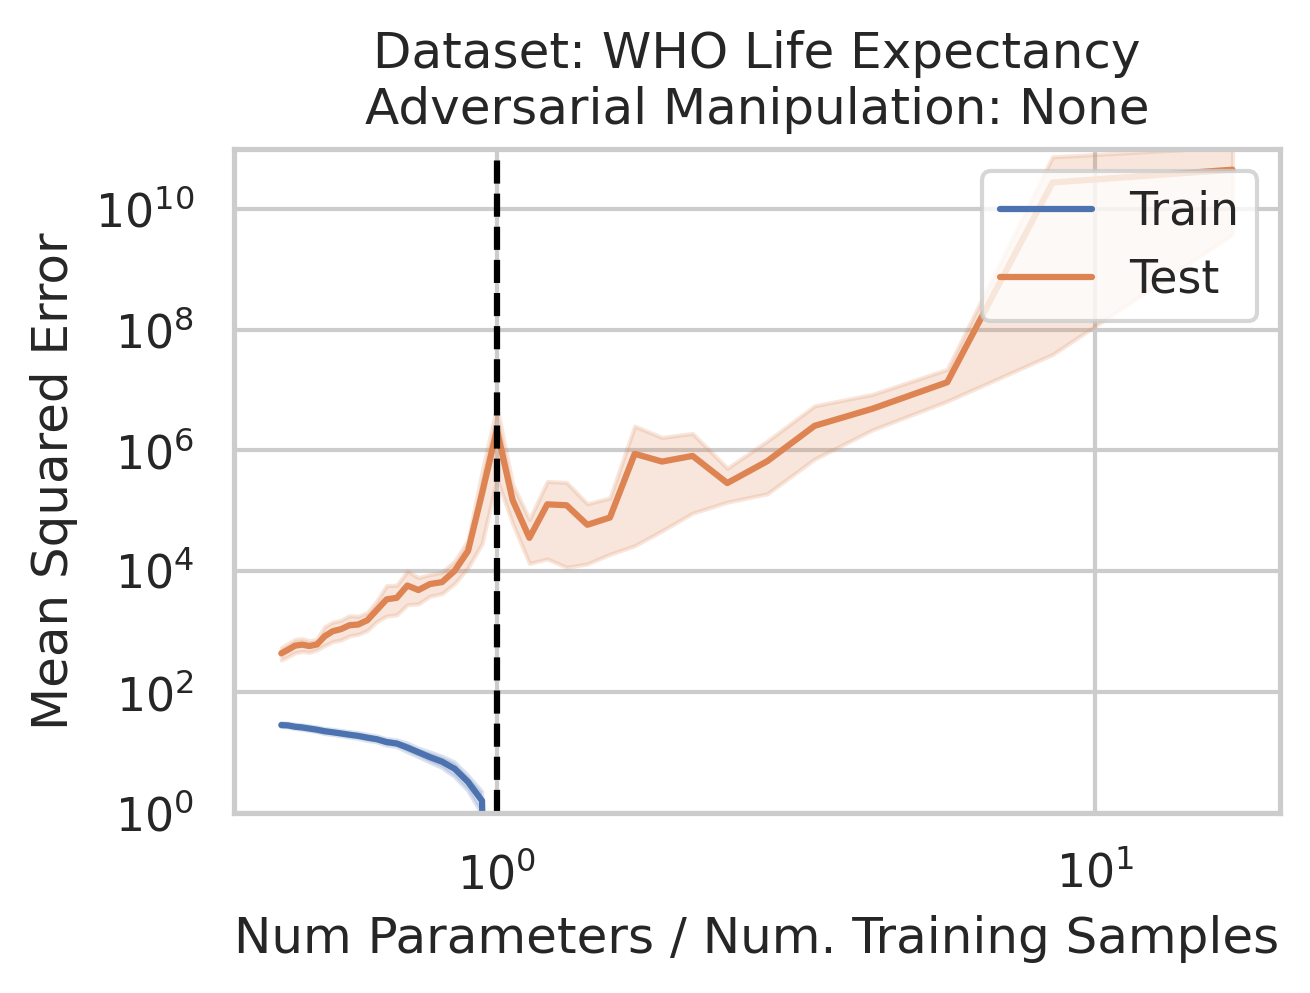 Dataset: WHO Life Expectancy
Adversarial Manipulation: None
Mean Squared Error
10^10
10^8
10^6
10^4
10^2
10^0
Train
Test
10^0
10^1
Num Parameters / Num. Training Samples